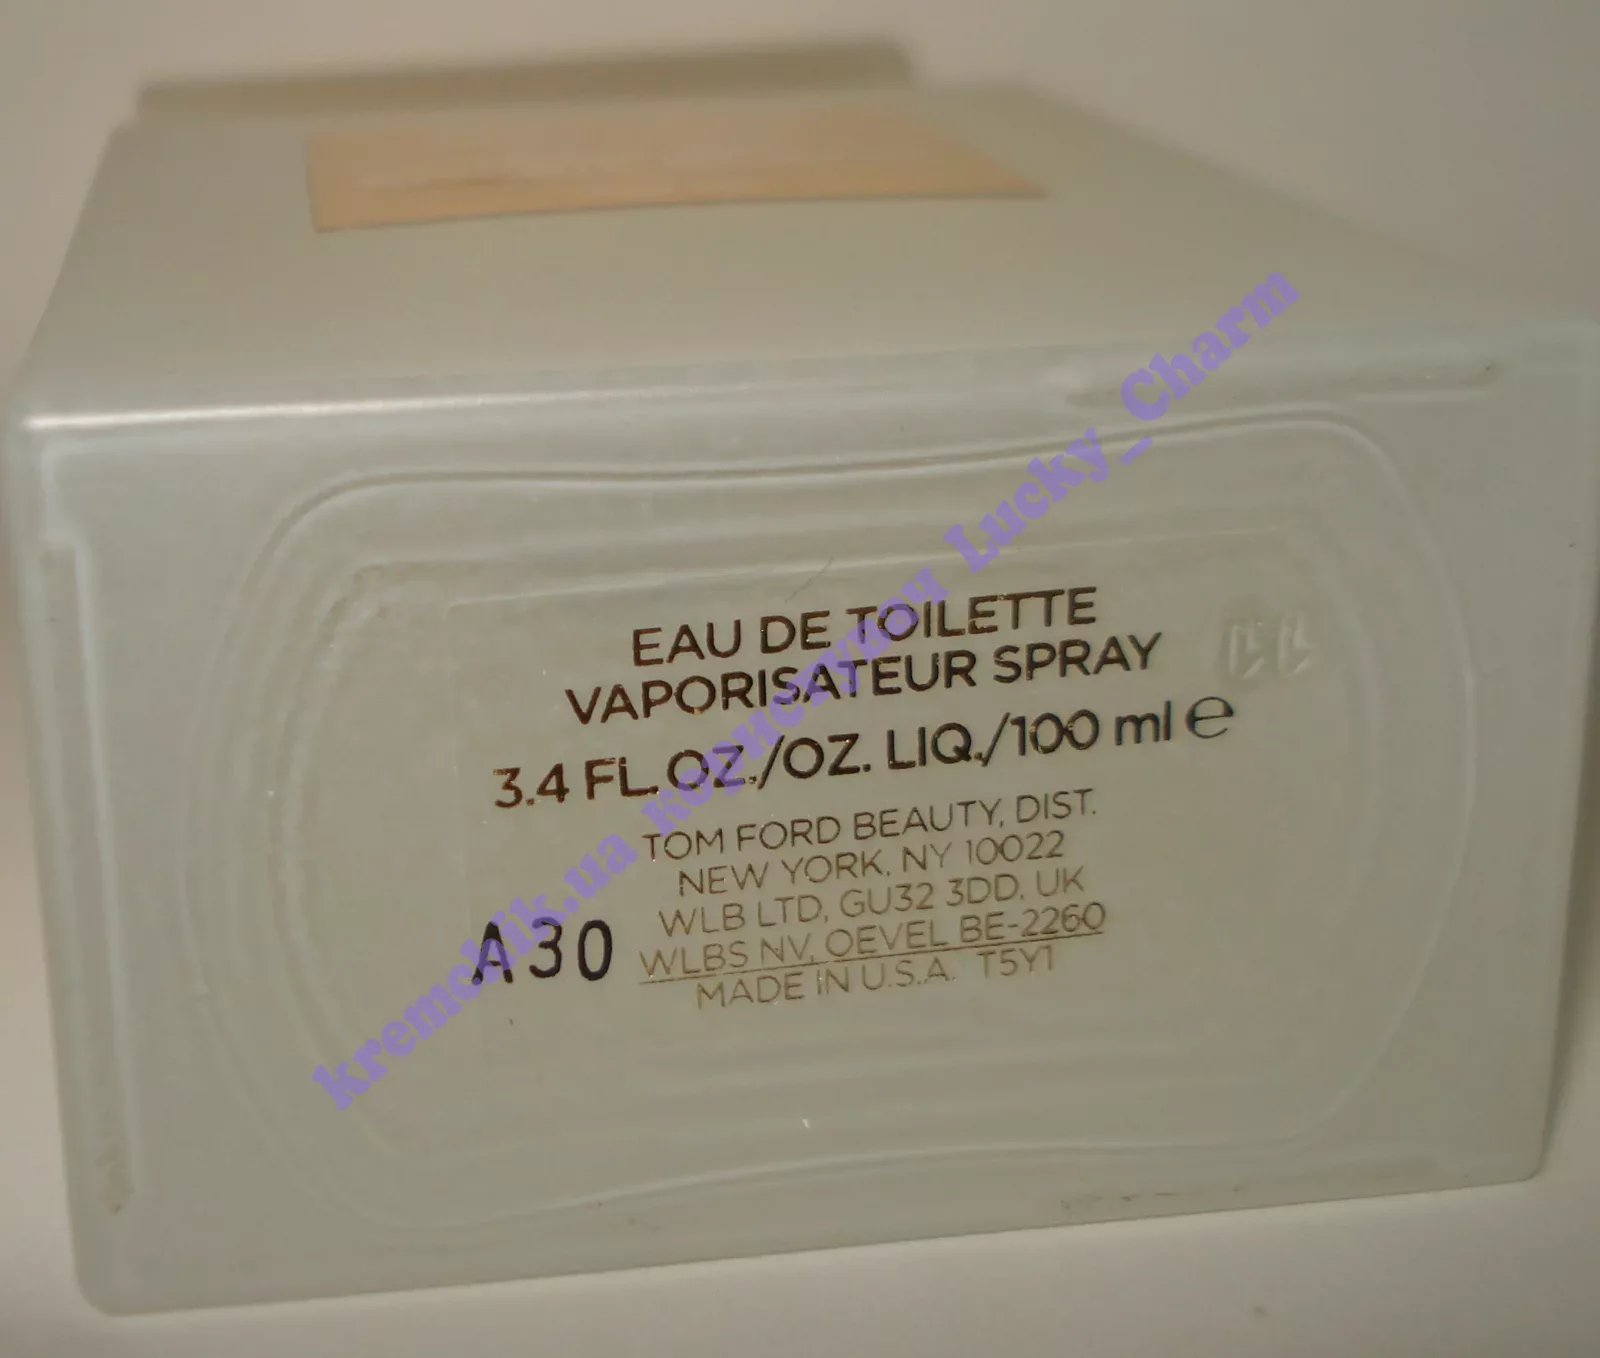 EAU DE TOILETTE
VAPORISATEUR SPRAY
3.4 FL.OZ./OZ. LIQ./100 ml e
TOM FORD BEAUTY, DIST.
NEW YORK, NY 10022
WLB LTD, GU32 3DD, UK
WLBS NV, OEVEL BE-2260
MADE IN U.S.A. T5Y1
A30
kremchik.ua користувач Lucky_Charm